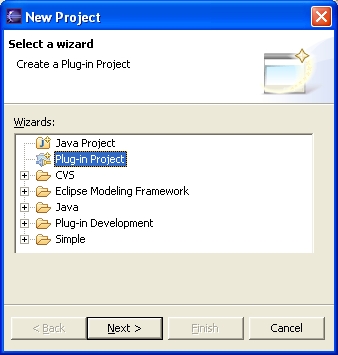 New Project
Select a wizard
Create a Plug-in Project
Wizards:
Java Project
Plug-in Project
CVS
Eclipse Modeling Framework
Java
Plug-in Development
Simple
< Back
Next >
Finish
Cancel